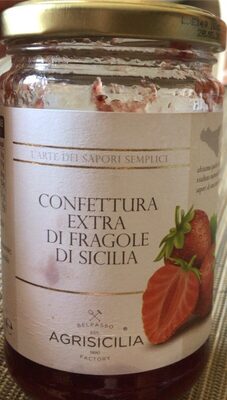 L'ARTE DEI SAPORI SEMPLICI
CONFETTURA
EXTRA
DI FRAGOLE
DI SICILIA
BELPASSO
AGRISICILIA®
FACTORY